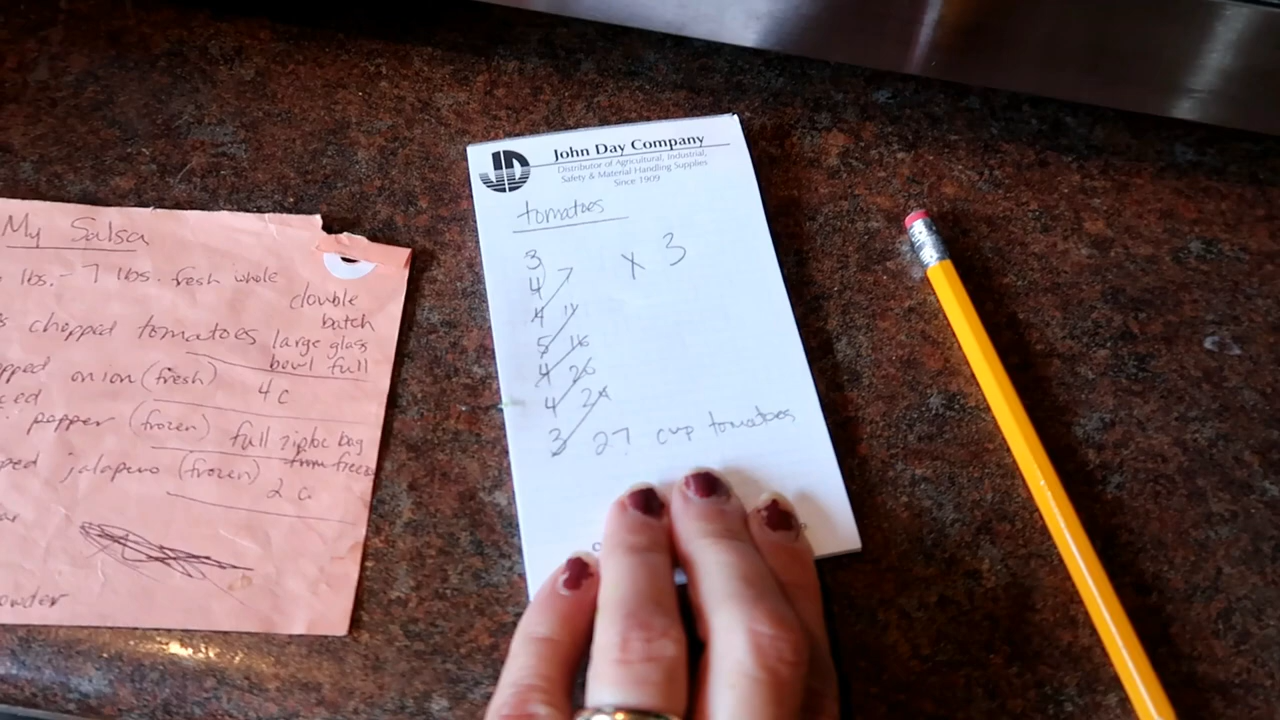 My Salsa
lbs. - 7 lbs. fresh whole
double
batch
chopped tomatoes large glass
bowl full
onion (fresh)
4 c
pepper (frozen) full ziploc bag
jalapeno (frozen)
2 c
JD
John Day Company
Distributor of Agricultural, Industrial,
Safety & Material Handling Supplies
Since 1909
tomatoes
3
x 3
4 7
4 11
5 16
4 20
4 24
3 27 cup tomatoes